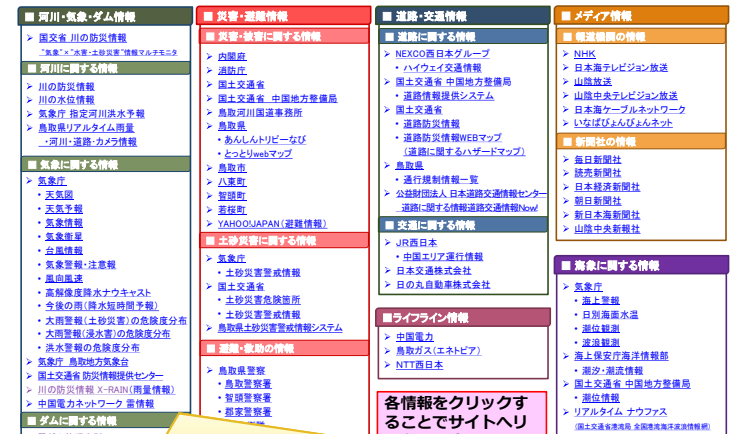 ■ 河川・気象・ダム情報
➢ 国交省 川の防災情報
“気象”×“水害・土砂災害”情報マルチモニタ
■ 河川に関する情報
➢ 川の防災情報
➢ 川の水位情報
➢ 気象庁 指定河川洪水予報
➢ 鳥取県リアルタイム雨量
・河川・道路・カメラ情報
■ 気象に関する情報
➢ 気象庁
・天気図
・天気予報
・気象情報
・気象衛星
・台風情報
・気象警報・注意報
・風向風速
・高解像度降水ナウキャスト
・今後の雨(降水短時間予報)
・大雨警報(土砂災害)の危険度分布
・大雨警報(浸水害)の危険度分布
・洪水警報の危険度分布
➢ 気象庁 鳥取地方気象台
➢ 国土交通省 防災情報提供センター
➢ 川の防災情報 X-RAIN(雨量情報)
➢ 中国電力ネットワーク 雷情報
■ ダムに関する情報
■ 災害・避難情報
■ 災害・被害に関する情報
➢ 内閣府
➢ 消防庁
➢ 国土交通省
➢ 国土交通省 中国地方整備局
➢ 鳥取河川国道事務所
➢ 鳥取県
・あんしんトリピーなび
・とっとりwebマップ
➢ 鳥取市
➢ 八東町
➢ 智頭町
➢ 若桜町
➢ YAHOO!JAPAN(避難情報)
■ 土砂災害に関する情報
➢ 気象庁
・土砂災害警戒情報
➢ 国土交通省
・土砂災害危険箇所
・土砂災害警戒情報
➢ 鳥取県土砂災害警戒情報システム
■ 避難・救助の情報
➢ 鳥取県警察
・鳥取警察署
・智頭警察署
・郡家警察署
■ 道路・交通情報
■ 道路に関する情報
➢ NEXCO西日本グループ
・ハイウェイ交通情報
➢ 国土交通省 中国地方整備局
・道路情報提供システム
➢ 国土交通省
・道路防災情報
・道路防災情報WEBマップ
(道路に関するハザードマップ)
➢ 鳥取県
・通行規制情報一覧
➢ 公益財団法人 日本道路交通情報センター
道路に関する情報道路交通情報Now!
■ 交通に関する情報
➢ JR西日本
・中国エリア運行情報
➢ 日本交通株式会社
➢ 日の丸自動車株式会社
■ライフライン情報
➢ 中国電力
➢ 鳥取ガス(エネトピア)
➢ NTT西日本
各情報をクリックす
ることでサイトへリ
■ メディア情報
■ 報道機関の情報
➢ NHK
➢ 日本海テレビジョン放送
➢ 山陰放送
➢ 山陰中央テレビジョン放送
➢ 日本海ケーブルネットワーク
➢ いなばぴょんぴょんネット
■ 新聞社の情報
➢ 毎日新聞社
➢ 読売新聞社
➢ 日本経済新聞社
➢ 朝日新聞社
➢ 新日本海新聞社
➢ 山陰中央新報社
■ 海象に関する情報
➢ 気象庁
・海上警報
・日別海面水温
・潮位観測
・波浪観測
➢ 海上保安庁海洋情報部
・潮汐・潮流情報
➢ 国土交通省 中国地方整備局
・潮位情報
➢ リアルタイム ナウファス
(国土交通省港湾局 全国港湾海洋波浪情報網)